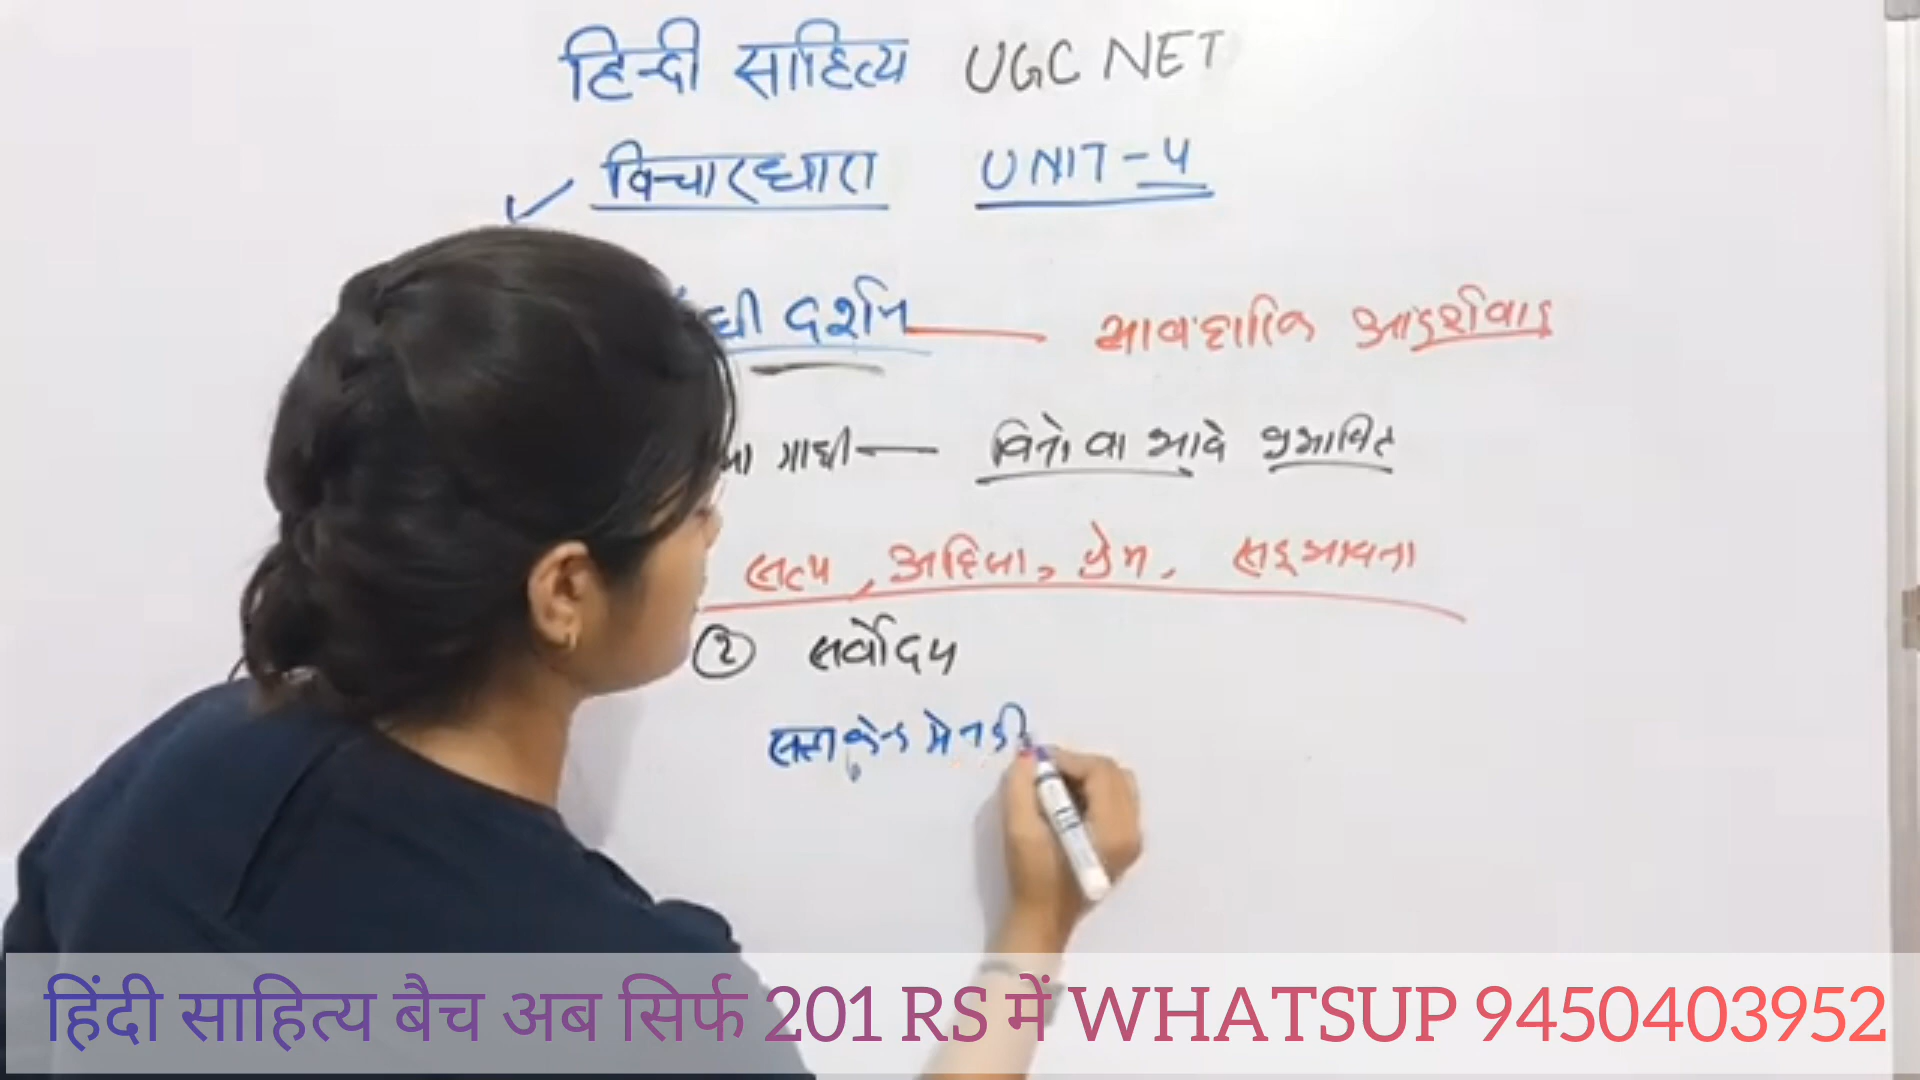 हिन्दी साहित्य UGC NET
विचारधारा UNIT-4
दर्शन आदर्शवाद
गाधी विनोवा भावे प्रभावित
सत्य, अहिंसा, प्रेम, सद्भावना
2 सर्वोदय
हिंदी साहित्य बैच अब सिर्फ 201 RS में WHATSUP 9450403952